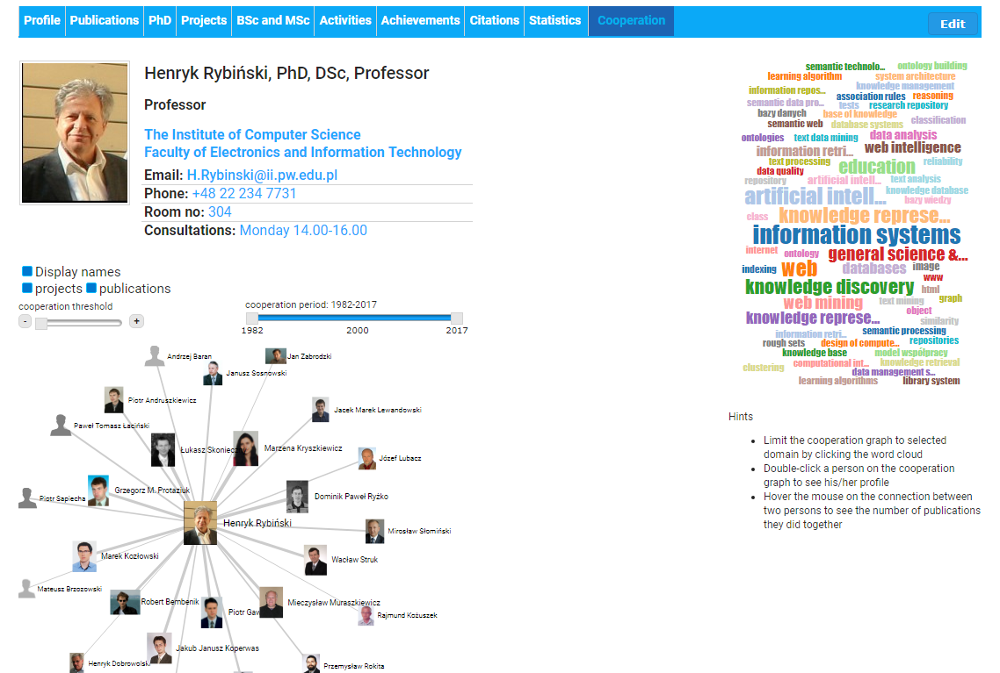 Profile Publications PhD Projects BSc and MSc Activities Achievements Citations Statistics Cooperation Edit
Henryk Rybiński, PhD, DSc, Professor
Professor
The Institute of Computer Science
Faculty of Electronics and Information Technology
Email: H.Rybinski@ii.pw.edu.pl
Phone: +48 22 234 7731
Room no: 304
Consultations: Monday 14.00-16.00
Display names
projects publications
cooperation threshold
- +
cooperation period: 1982-2017
1982 2000 2017
Andrzej Baran
Jan Zabrodzki
Janusz Sosnowski
Piotr Andruszkiewicz
Jacek Marek Lewandowski
Paweł Tomasz Łaciński
Łukasz Skonieczny
Marzena Kryszkiewicz
Józef Lubacz
Grzegorz M. Protaziuk
Dominik Paweł Ryżko
Piotr Sapiecha
Henryk Rybiński
Mirosław Słomiński
Marek Kozłowski
Wacław Struk
Mateusz Brzozowski
Robert Bembenik
Mieczysław Muraszkiewicz
Piotr Gaw
Rajmund Kożuszek
Jakub Janusz Koperwas
Henryk Dobrowolski
Przemysław Rokita
semantic technolo... ontology building
learning algorithm system architecture
knowledge management
information repos...
association rules reasoning
semantic data pro... tests research repository
bazy danych base of knowledge
classification
semantic web database systems
ontologies text data mining data analysis
information retri... web intelligence
text processing education reliability
data quality
repository artificial intell... text analysis
artificial intell... knowledge database
bazy wiedzy
class knowledge represe...
information systems
internet ontology general science &...
indexing web databases image
www
knowledge discovery html
web mining text mining graph
object
knowledge represe... similarity
information retri... semantic processing
rough sets design of compute... repositories
knowledge base model współpracy
clustering computational int... knowledge retrieval
data management s...
learning algorithms library system
Hints
Limit the cooperation graph to selected
domain by clicking the word cloud
Double-click a person on the cooperation
graph to see his/her profile
Hover the mouse on the connection between
two persons to see the number of publications
they did together